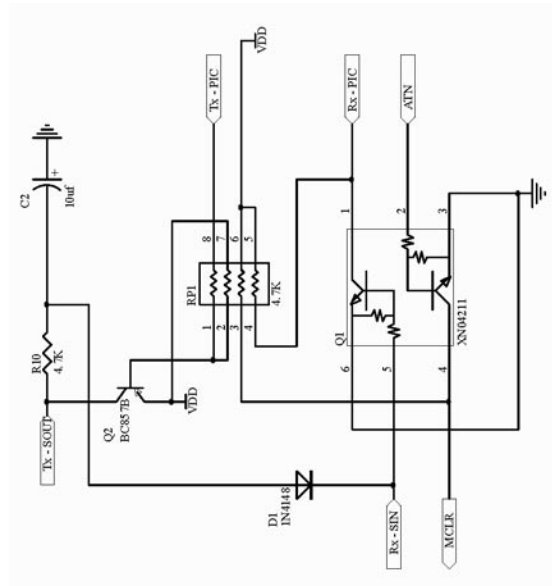 VDD
Tx - PIC
Rx - PIC
ATN
C2
+
10uf
8
7
6
5
RP1
4.7K
1
2
3
4
1
2
3
R10
4.7K
Tx - SOUT
Q2
BC857B
VDD
Q1
XN04211
6
5
4
D1
1N4148
Rx - SIN
MCLR